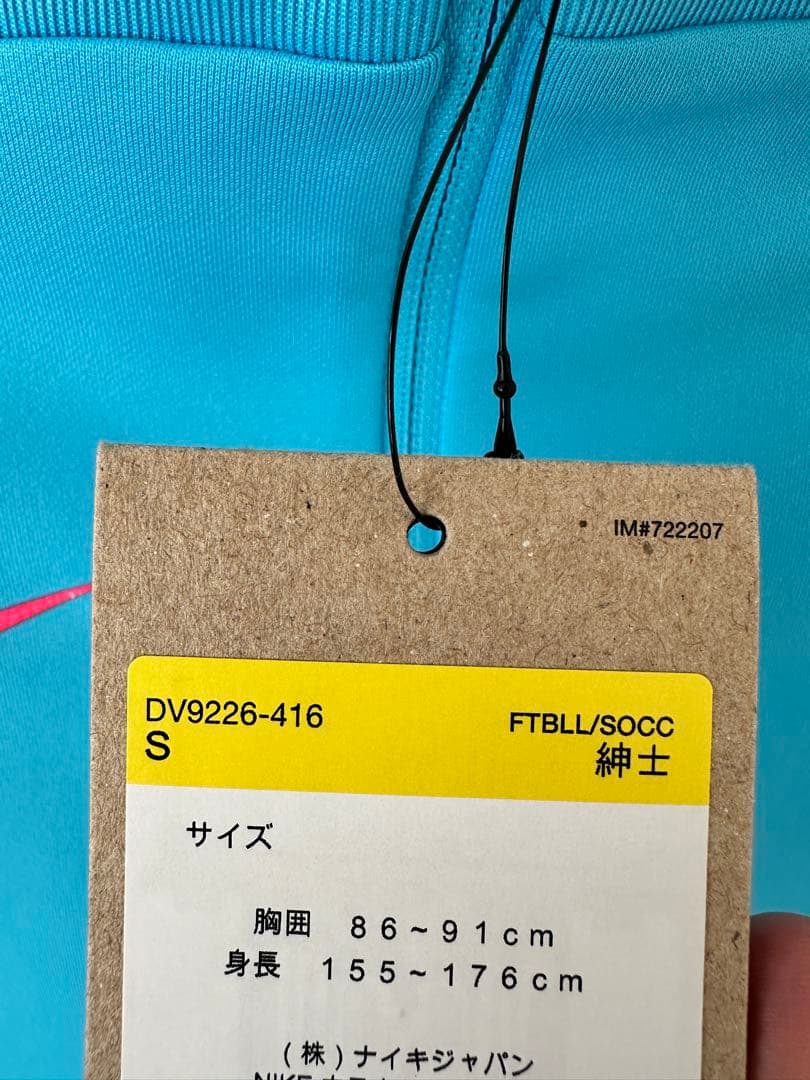 IM#722207
DV9226-416
FTBLL/SOCC
S
紳士
サイズ
胸囲 86~91cm
身長 155~176cm
(株)ナイキジャパン
NIKE